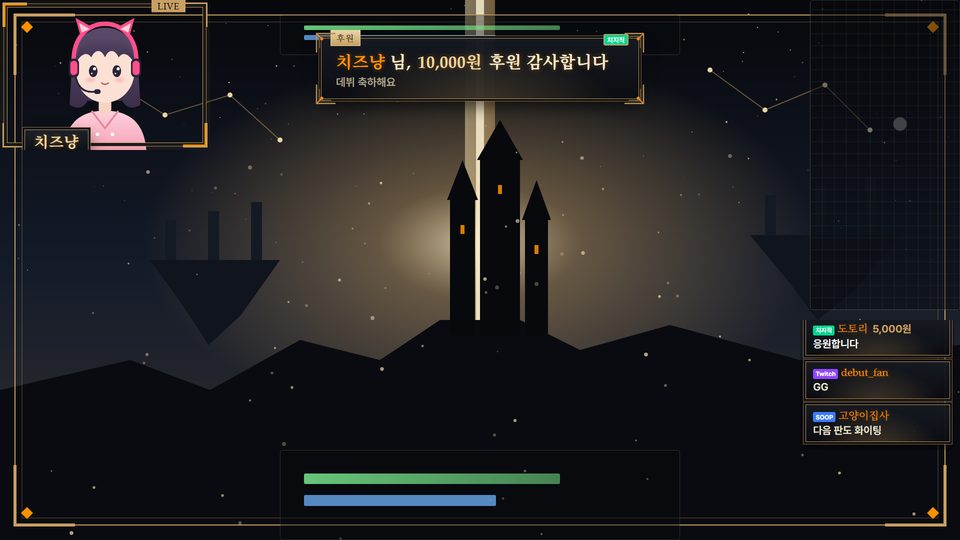 LIVE
치즈냥
후원
치지직
치즈냥 님, 10,000원 후원 감사합니다
데뷔 축하해요
치지직 도토리 5,000원
응원합니다
Twitch debut_fan
GG
SOOP 고양이집사
다음 판도 화이팅